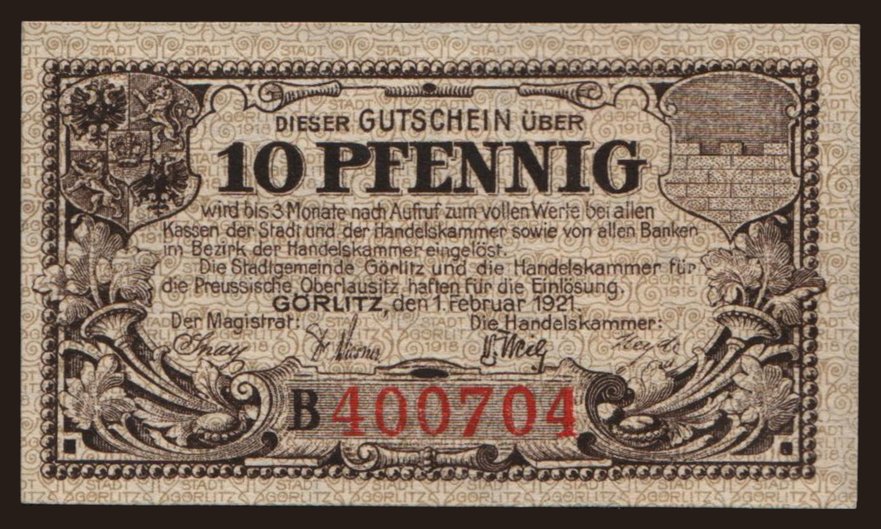 DIESER GUTSCHEIN ÜBER
10 PFENNIG
wird bis 3 Monate nach Aufruf zum vollen Werte bei allen
Kassen der Stadt und der Handelskammer sowie von allen Banken
im Bezirk der Handelskammer eingelöst.
Die Stadtgemeinde Görlitz und die Handelskammer für
die Preussische Oberlausitz haften für die Einlösung.
GÖRLITZ, den 1. Februar 1921.
Der Magistrat: Die Handelskammer:
B 400704